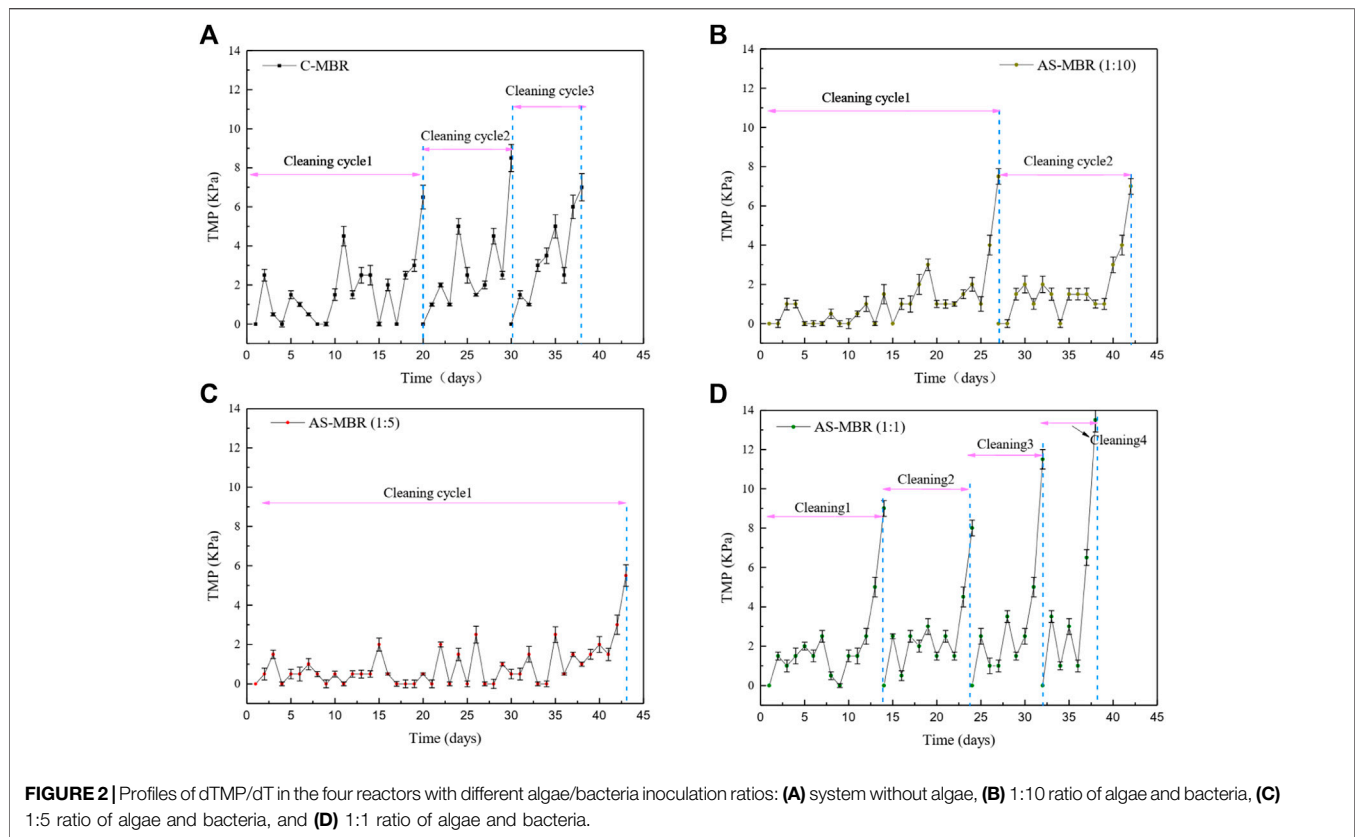 A
14
12
10
8
6
4
2
0
TMP (KPa)
C-MBR
Cleaning cycle1
Cleaning cycle2
Cleaning cycle3
0 5 10 15 20 25 30 35 40 45
Time（days）
B
14
12
10
8
6
4
2
0
TMP (KPa)
AS-MBR (1:10)
Cleaning cycle1
Cleaning cycle2
0 5 10 15 20 25 30 35 40 45
Time（days）
C
14
12
10
8
6
4
2
0
TMP (KPa)
AS-MBR (1:5)
Cleaning cycle1
0 5 10 15 20 25 30 35 40 45
Time (days)
D
14
12
10
8
6
4
2
0
TMP (KPa)
AS-MBR (1:1)
Cleaning1
Cleaning2
Cleaning3
Cleaning4
0 5 10 15 20 25 30 35 40 45
Time (days)
FIGURE 2 | Profiles of dTMP/dT in the four reactors with different algae/bacteria inoculation ratios: (A) system without algae, (B) 1:10 ratio of algae and bacteria, (C)
1:5 ratio of algae and bacteria, and (D) 1:1 ratio of algae and bacteria.